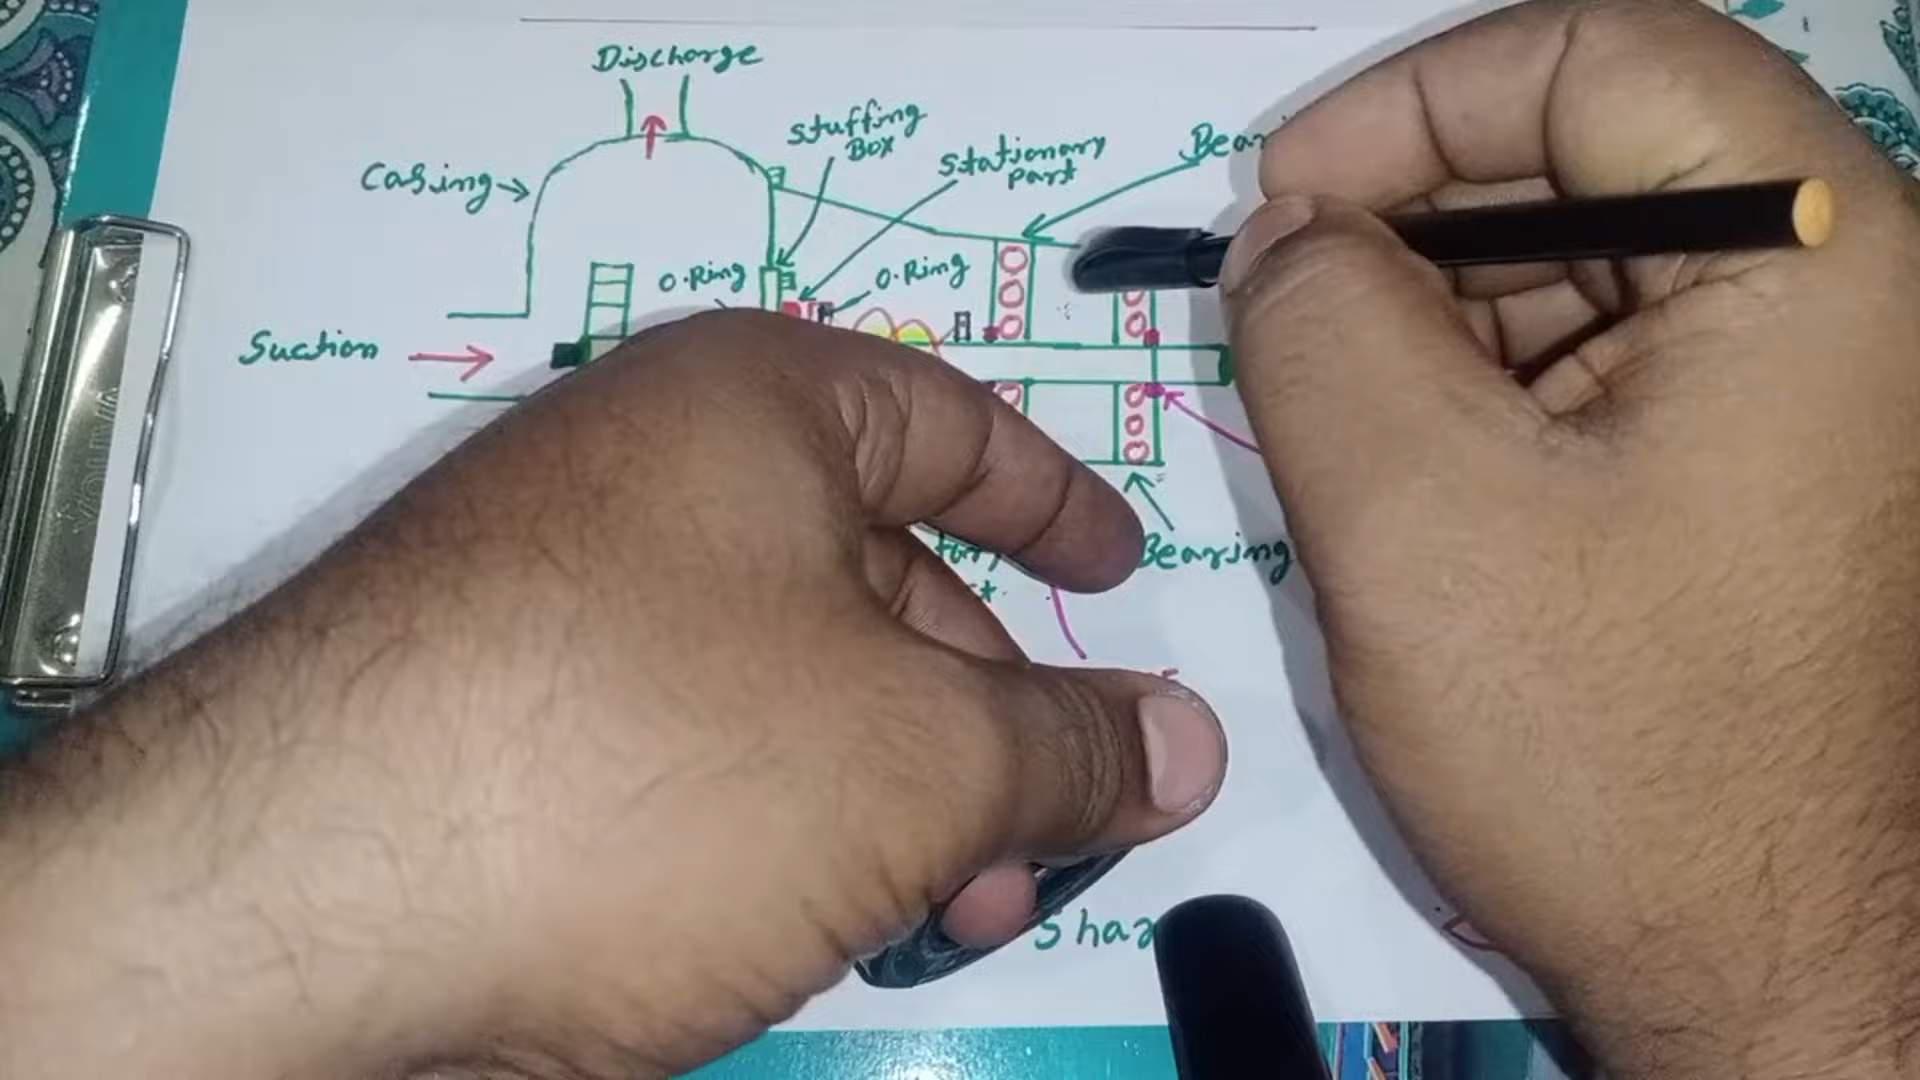 Discharge
Stuffing
BOX
Stationary
part
Casing
O.Ring
O.Ring
Suction
Bearing